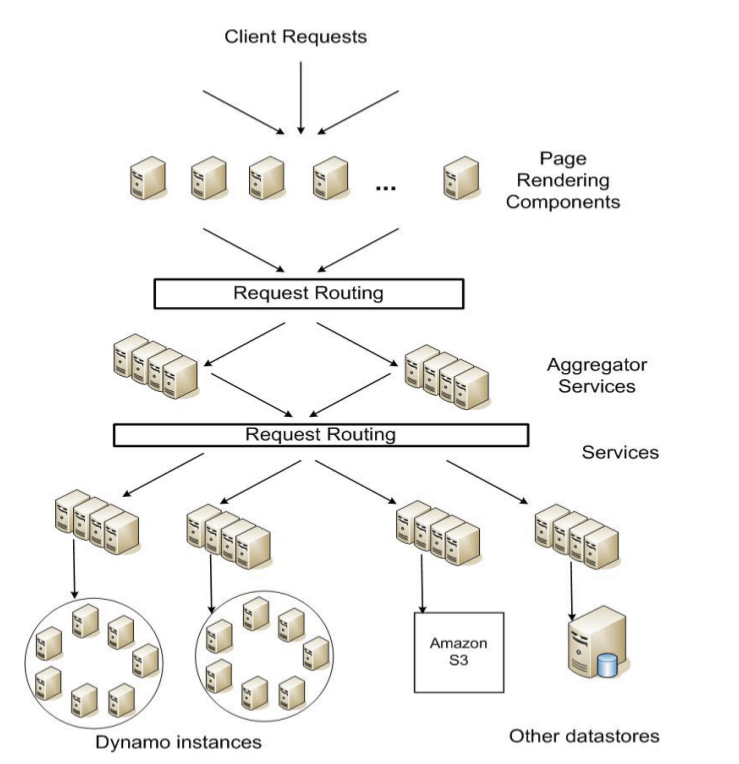 Client Requests
Page
Rendering
Components
...
Request Routing
Aggregator
Services
Request Routing
Services
Amazon
S3
Dynamo instances
Other datastores